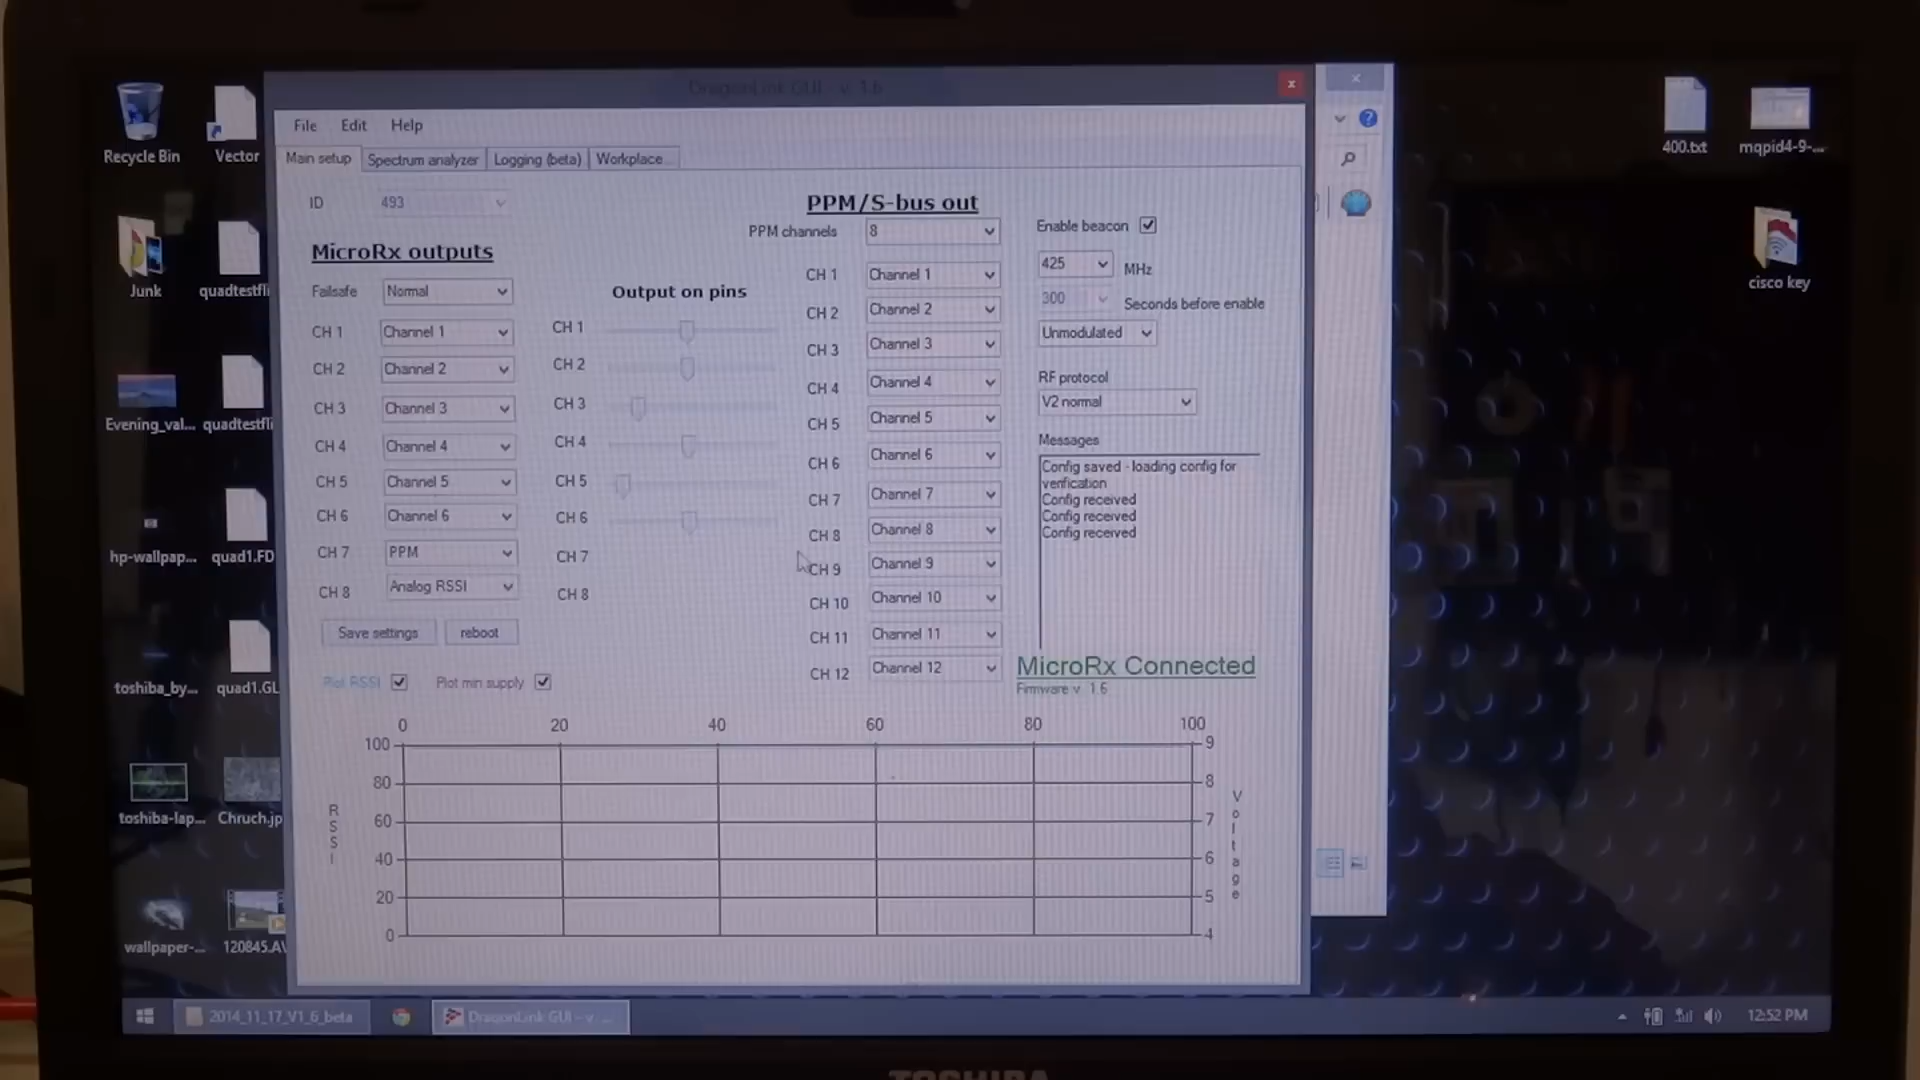 DragonLink GUI - v. 1.6
File Edit Help
Main setup Spectrum analyzer Logging (beta) Workplace
ID 493
MicroRx outputs
Failsafe Normal
CH 1 Channel 1
CH 2 Channel 2
CH 3 Channel 3
CH 4 Channel 4
CH 5 Channel 5
CH 6 Channel 6
CH 7 PPM
CH 8 Analog RSSI
Save settings reboot
Plot RSSI Plot min supply
Output on pins
CH 1
CH 2
CH 3
CH 4
CH 5
CH 6
CH 7
CH 8
PPM/S-bus out
PPM channels 8
CH 1 Channel 1
CH 2 Channel 2
CH 3 Channel 3
CH 4 Channel 4
CH 5 Channel 5
CH 6 Channel 6
CH 7 Channel 7
CH 8 Channel 8
CH 9 Channel 9
CH 10 Channel 10
CH 11 Channel 11
CH 12 Channel 12
Enable beacon
425 MHz
300 Seconds before enable
Unmodulated
RF protocol
V2 normal
Messages
Config saved - loading config for
verification
Config received
Config received
Config received
MicroRx Connected
Firmware v 1.6
0 20 40 60 80 100
100 9
80 8
60 7
40 6
20 5
0 4
RSSI
Voltage
Recycle Bin
Vector
Junk
quadtestfli
Evening_val...
quadtestfli
hp-wallpap...
quad1.FD
toshiba_by...
quad1.GL
toshiba-lap...
Chruch.jp
wallpaper-...
120845.AV
400.txt
mqpid4-9-...
cisco key
2014_11_17_V1_6_beta
DragonLink GUI - v. ...
12:52 PM
TOSHIBA